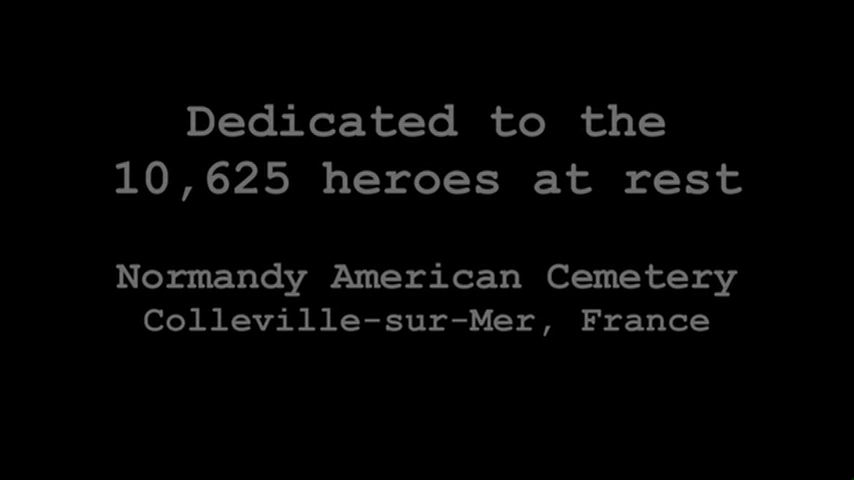 Dedicated to the
10,625 heroes at rest
Normandy American Cemetery
Colleville-sur-Mer, France